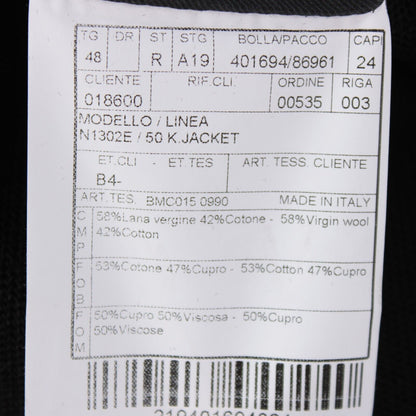 TG DR ST STG BOLLA/PACCO CAPI
48 R A19 401694/86961 24
CLIENTE RIF.CLI. ORDINE RIGA
018600 00535 003
MODELLO / LINEA
N1302E / 50 K.JACKET
ET.CLI - ET.TES ART. TESS. CLIENTE
B4-
ART.TES. BMC015 0990 MADE IN ITALY
CMP 58%Lana vergine 42%Cotone - 58%Virgin wool
42%Cotton
FOB 53%Cotone 47%Cupro - 53%Cotton 47%Cupro
FOM 50%Cupro 50%Viscosa - 50%Cupro
50%Viscose